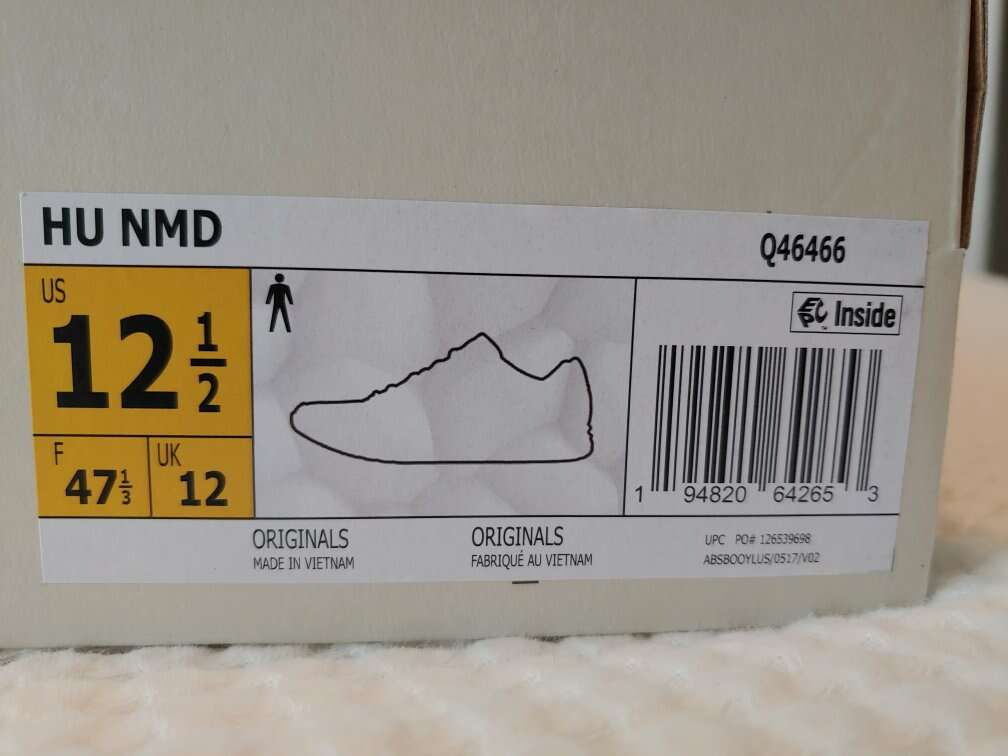 HU NMD
Q46466
US
12 1/2
F
47 1/3
UK
12
EPC™ Inside
1 94820 64265 3
ORIGINALS
MADE IN VIETNAM
ORIGINALS
FABRIQUÉ AU VIETNAM
UPC PO# 126539698
ABSBOOYLUS/0517/V02